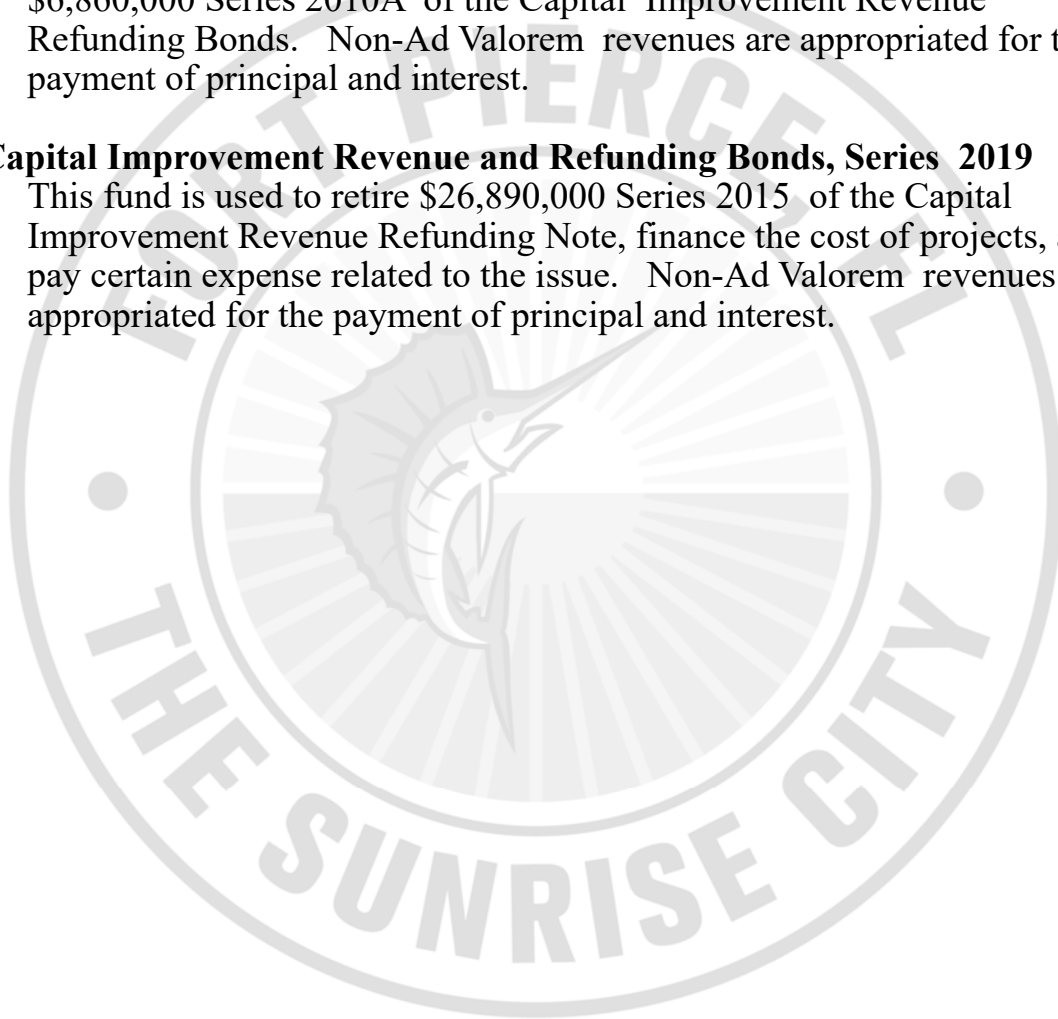 $6,860,000 Series 2010A of the Capital Improvement Revenue
Refunding Bonds. Non-Ad Valorem revenues are appropriated for t
payment of principal and interest.
Capital Improvement Revenue and Refunding Bonds, Series 2019
This fund is used to retire $26,890,000 Series 2015 of the Capital
Improvement Revenue Refunding Note, finance the cost of projects,
pay certain expense related to the issue. Non-Ad Valorem revenues
appropriated for the payment of principal and interest.
FORT PIERCE, FL
THE SUNRISE CITY